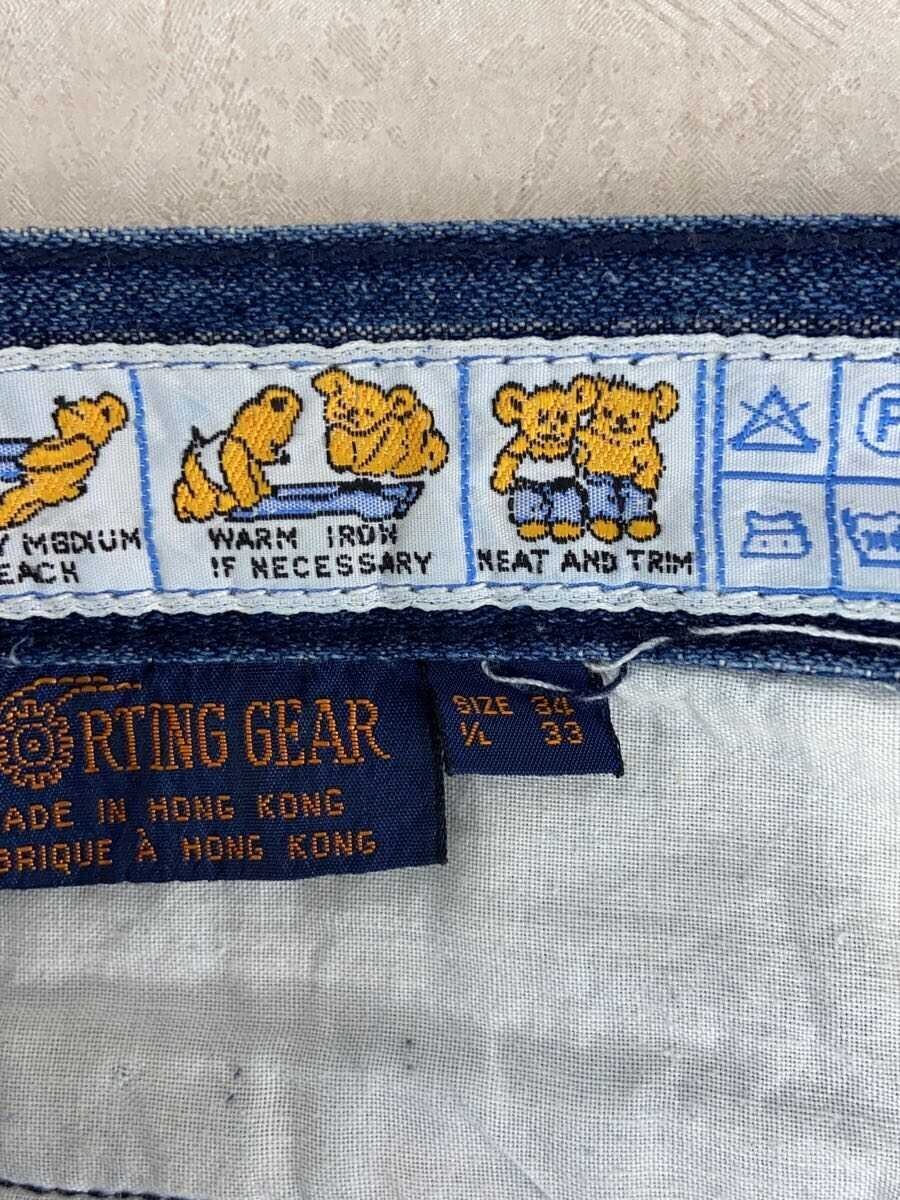 Y MEDIUM
EACH
WARM IRON
IF NECESSARY
NEAT AND TRIM
P
RTING GEAR
ADE IN HONG KONG
BRIQUE À HONG KONG
SIZE 34
/L 33